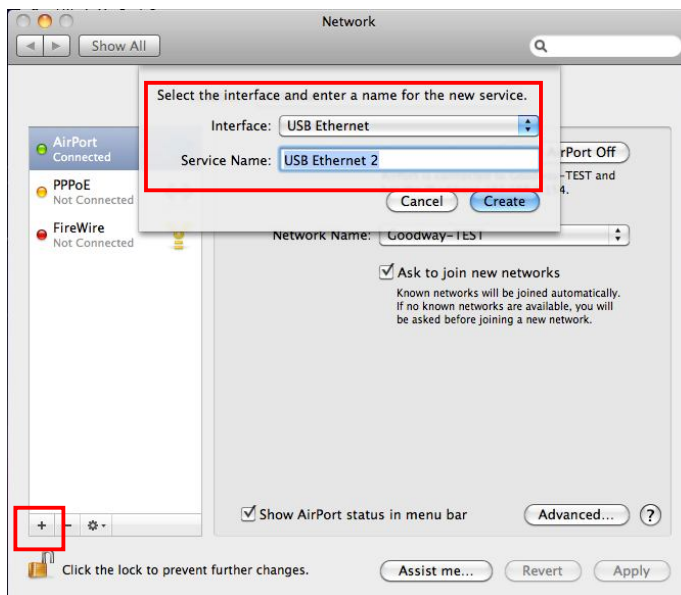 Network
Show All
Select the interface and enter a name for the new service.
Interface: USB Ethernet
Service Name: USB Ethernet 2
Cancel Create
AirPort
Connected
PPPoE
Not Connected
FireWire
Not Connected
rPort Off
-TEST and
4.
Network Name: Goodway-TEST
Ask to join new networks
Known networks will be joined automatically.
If no known networks are available, you will
be asked before joining a new network.
+ -
Show AirPort status in menu bar Advanced... ?
Click the lock to prevent further changes. Assist me... Revert Apply